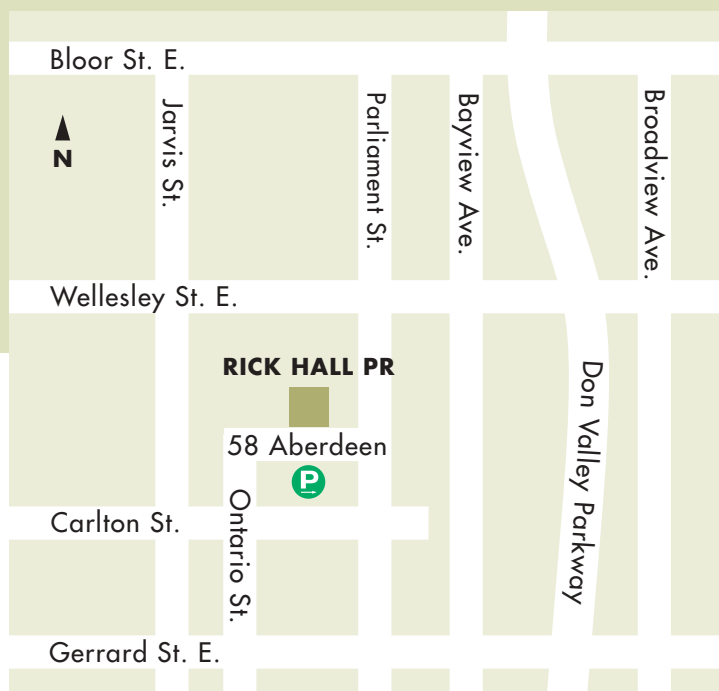 Bloor St. E.
Jarvis St.
Parliament St.
Bayview Ave.
Broadview Ave.
N
Wellesley St. E.
RICK HALL PR
58 Aberdeen
P
Don Valley Parkway
Ontario St.
Carlton St.
Gerrard St. E.